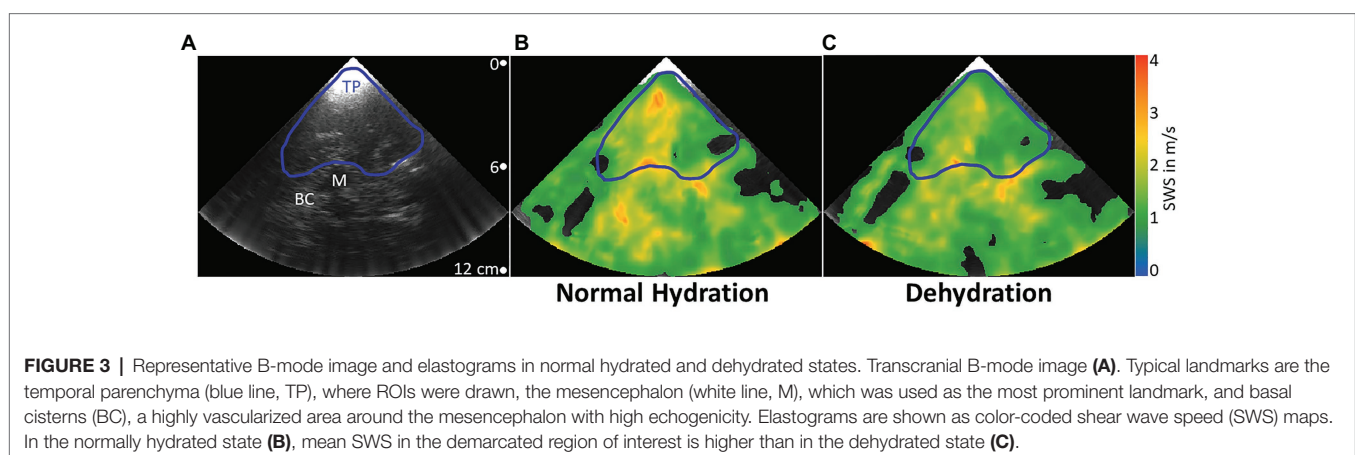 A
B
C
TP
M
BC
0
6
12 cm
4
3
2
1
0
SWS in m/s
Normal Hydration
Dehydration
FIGURE 3 | Representative B-mode image and elastograms in normal hydrated and dehydrated states. Transcranial B-mode image (A). Typical landmarks are the
temporal parenchyma (blue line, TP), where ROIs were drawn, the mesencephalon (white line, M), which was used as the most prominent landmark, and basal
cisterns (BC), a highly vascularized area around the mesencephalon with high echogenicity. Elastograms are shown as color-coded shear wave speed (SWS) maps.
In the normally hydrated state (B), mean SWS in the demarcated region of interest is higher than in the dehydrated state (C).